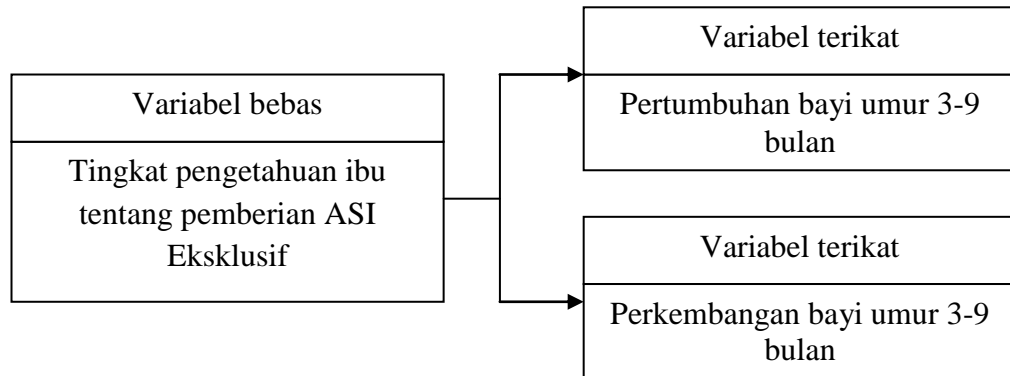 Variabel bebas
Tingkat pengetahuan ibu
tentang pemberian ASI
Eksklusif
Variabel terikat
Pertumbuhan bayi umur 3-9
bulan
Variabel terikat
Perkembangan bayi umur 3-9
bulan